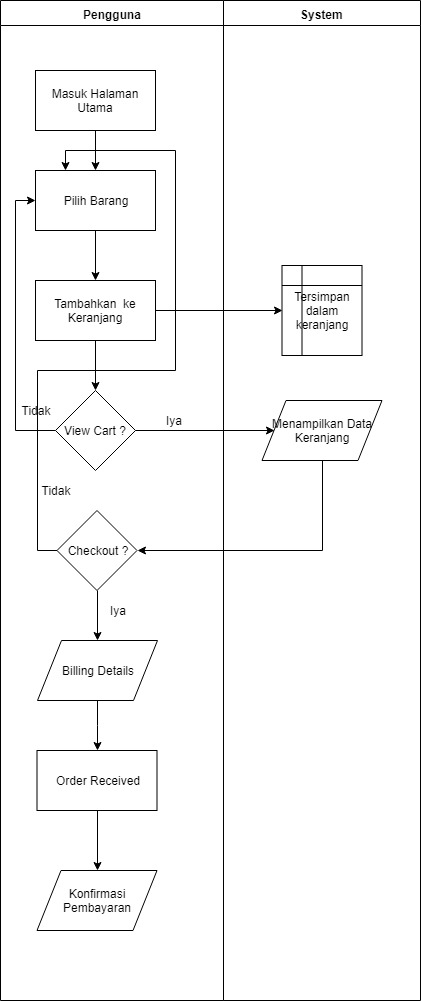 Pengguna
System
Masuk Halaman
Utama
Pilih Barang
Tambahkan ke
Keranjang
Tersimpan
dalam
keranjang
Tidak
View Cart ?
Iya
Menampilkan Data
Keranjang
Tidak
Checkout ?
Iya
Billing Details
Order Received
Konfirmasi
Pembayaran